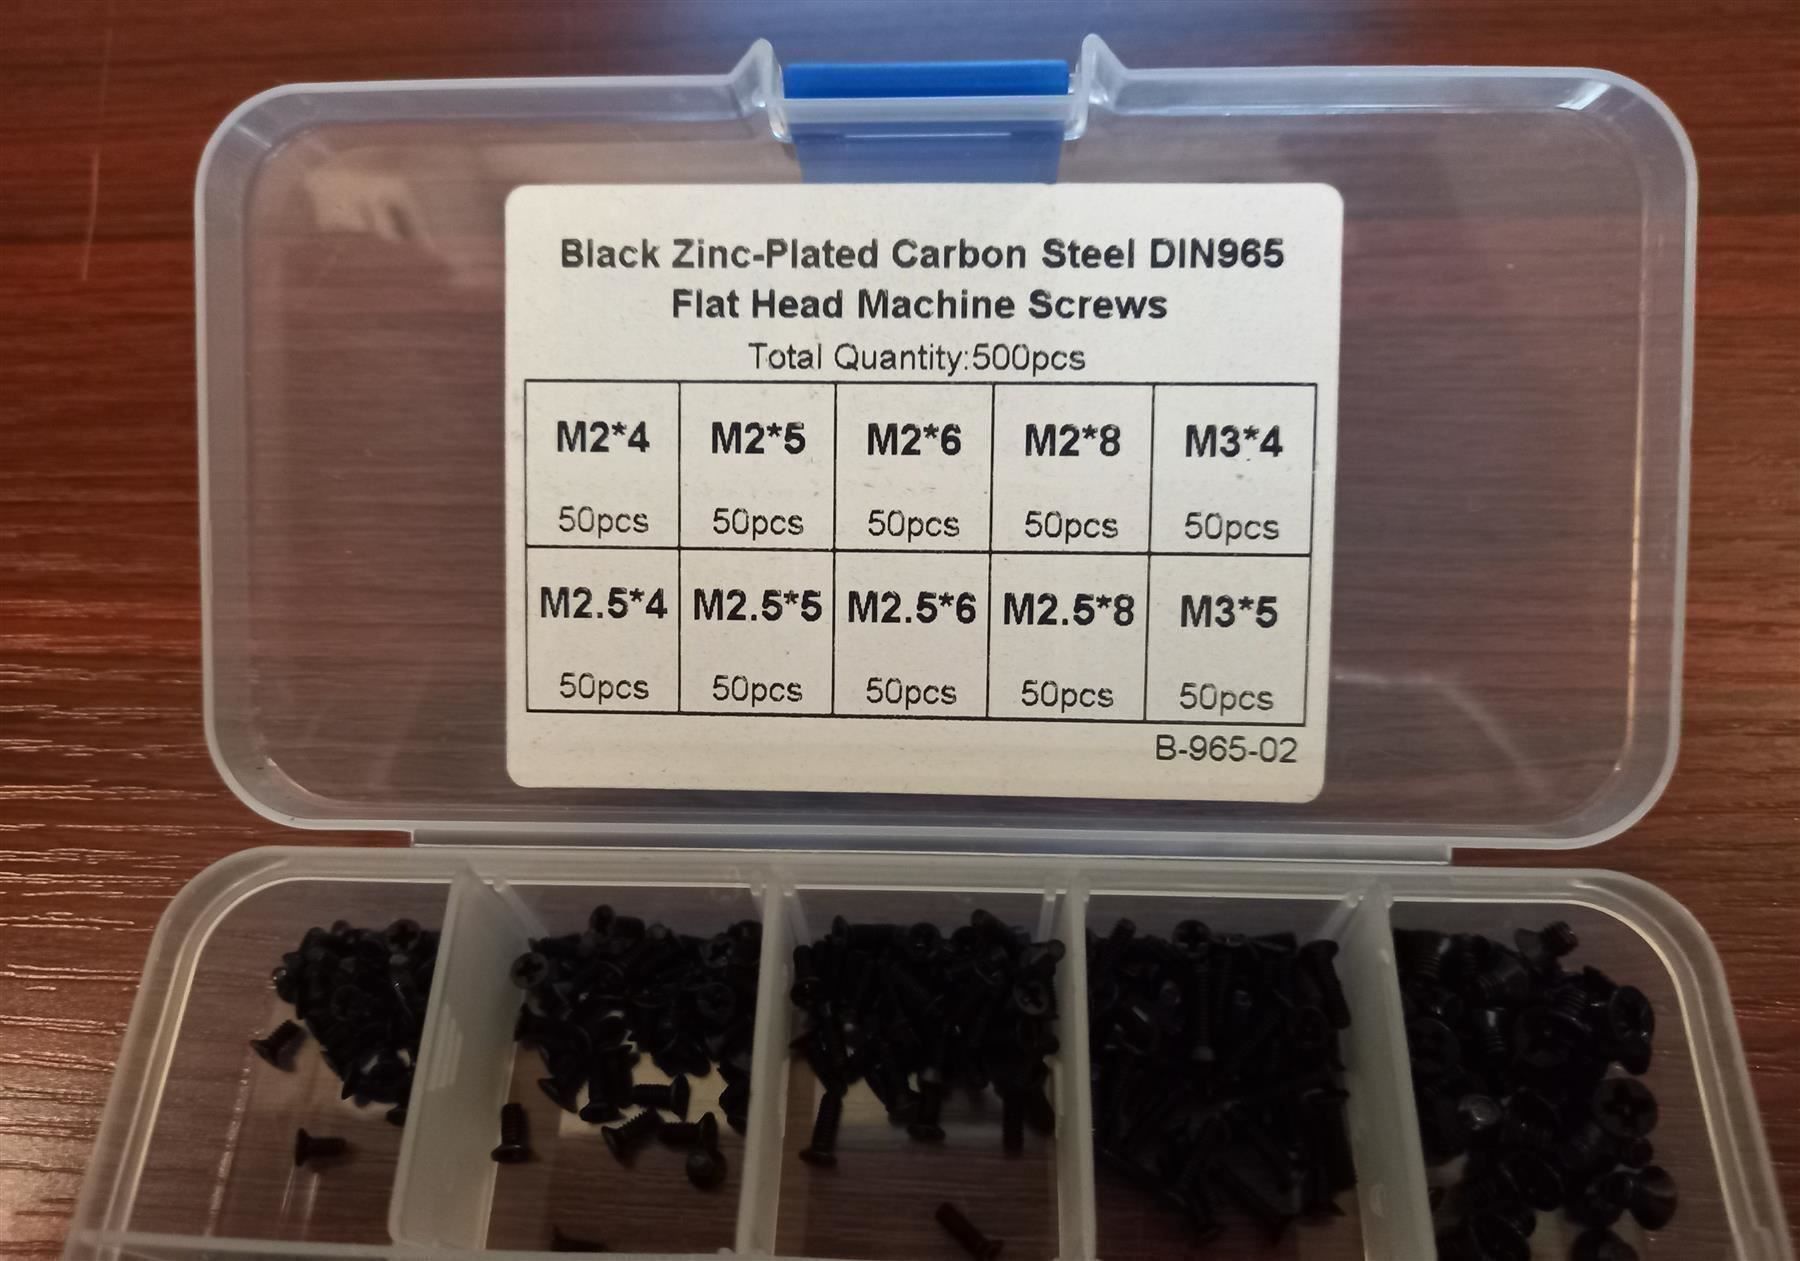 Black Zinc-Plated Carbon Steel DIN965
Flat Head Machine Screws
Total Quantity:500pcs
M2*4 M2*5 M2*6 M2*8 M3*4
50pcs 50pcs 50pcs 50pcs 50pcs
M2.5*4 M2.5*5 M2.5*6 M2.5*8 M3*5
50pcs 50pcs 50pcs 50pcs 50pcs
B-965-02